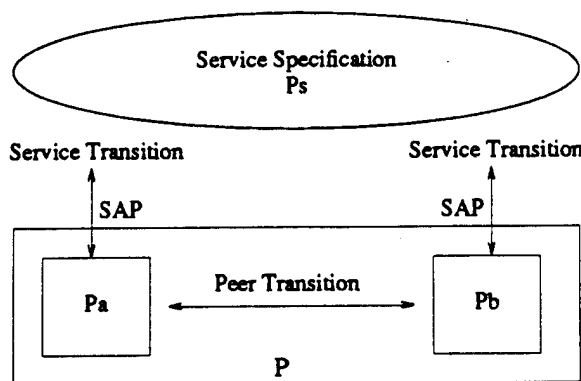 Service Specification
Ps
Service Transition
Service Transition
SAP
SAP
Peer Transition
Pa
Pb
P